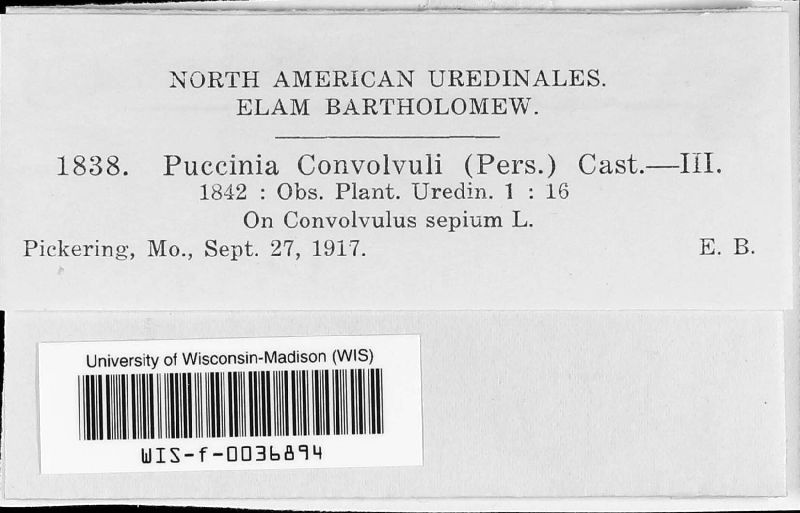 NORTH AMERICAN UREDINALES.
ELAM BARTHOLOMEW.
1838. Puccinia Convolvuli (Pers.) Cast.—III.
1842 : Obs. Plant. Uredin. 1 : 16
On Convolvulus sepium L.
Pickering, Mo., Sept. 27, 1917. E. B.
University of Wisconsin-Madison (WIS)
WIS-f-0036894